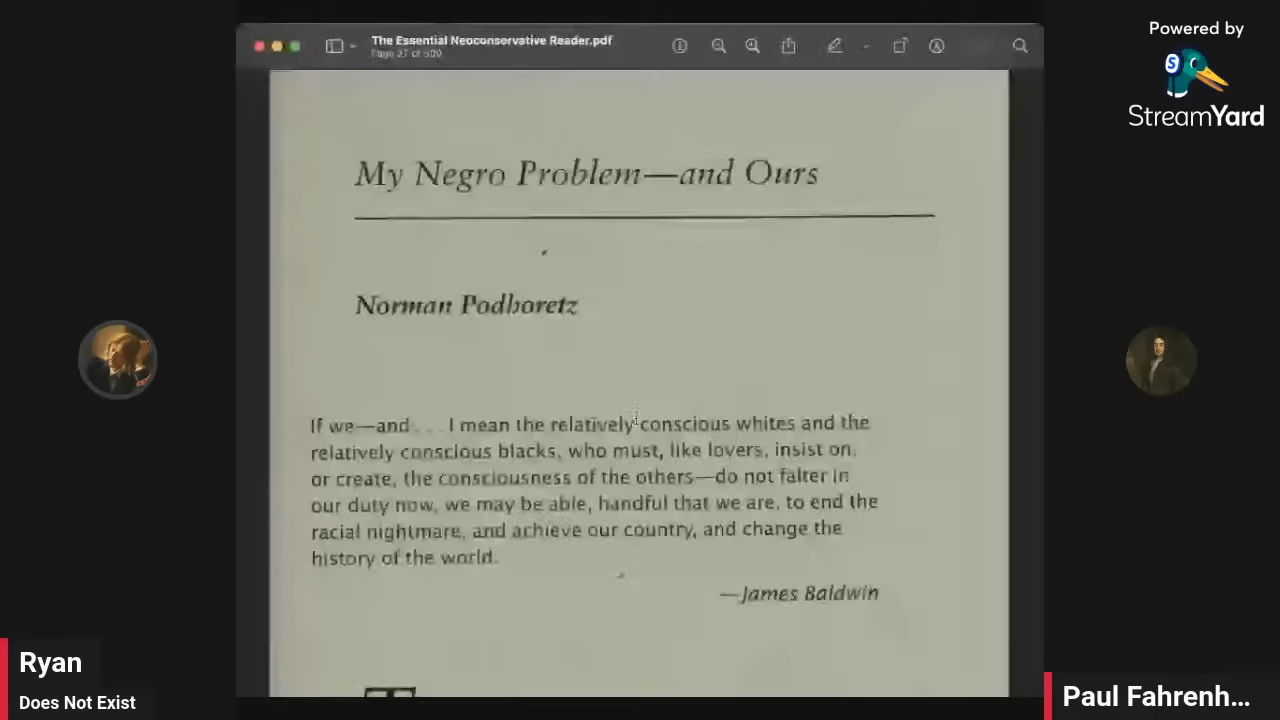 Powered by
StreamYard
The Essential Neoconservative Reader.pdf
Page 27 of 500
My Negro Problem—and Ours
Norman Podhoretz
If we—and . . . I mean the relatively conscious whites and the
relatively conscious blacks, who must, like lovers, insist on,
or create, the consciousness of the others—do not falter in
our duty now, we may be able, handful that we are, to end the
racial nightmare, and achieve our country, and change the
history of the world.
—James Baldwin
Ryan
Does Not Exist
Paul Fahrenh...